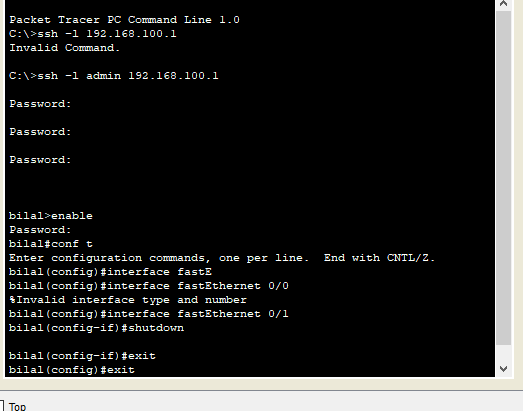 Packet Tracer PC Command Line 1.0
C:\>ssh -l 192.168.100.1
Invalid Command.
C:\>ssh -l admin 192.168.100.1
Password:
Password:
Password:
bilal>enable
Password:
bilal#conf t
Enter configuration commands, one per line.  End with CNTL/Z.
bilal(config)#interface fastE
bilal(config)#interface fastEthernet 0/0
%Invalid interface type and number
bilal(config)#interface fastEthernet 0/1
bilal(config-if)#shutdown
bilal(config-if)#exit
bilal(config)#exit
Top